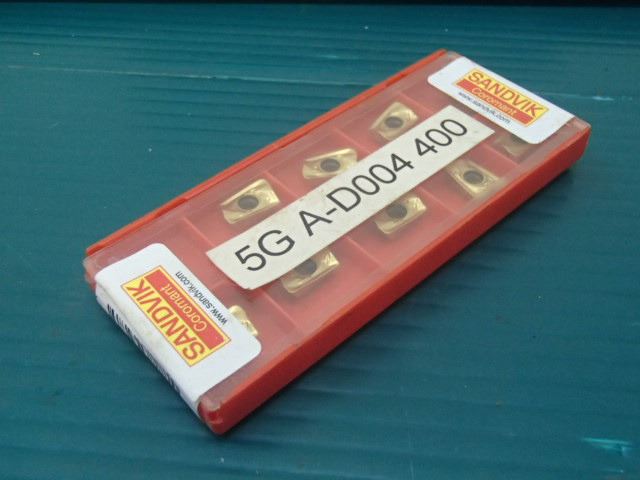 SANDVIK
Coromant
www.sandvik.com
5G A-D004 400
SANDVIK
Coromant
www.sandvik.com